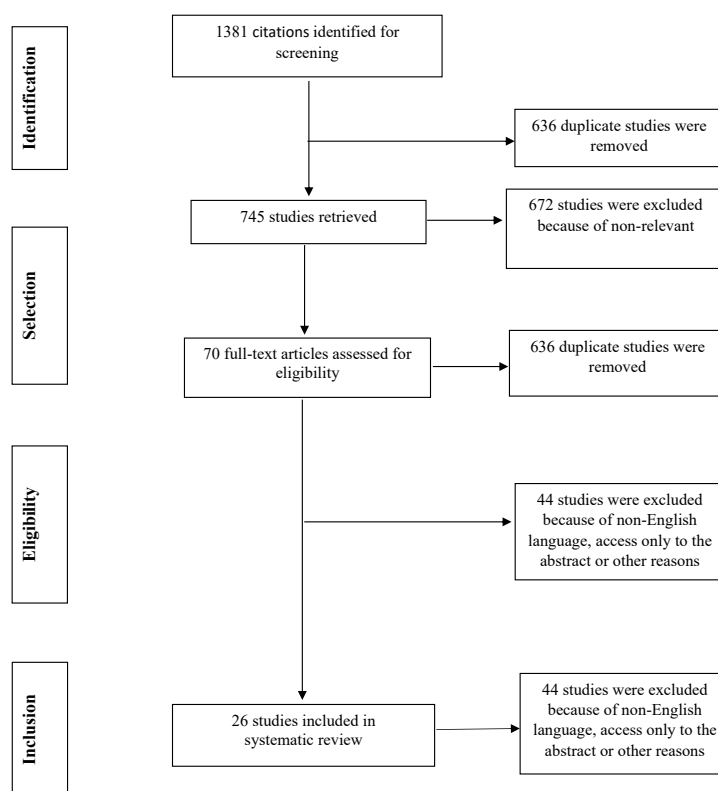 1381 citations identified for
screening
Identification
636 duplicate studies were
removed
745 studies retrieved
672 studies were excluded
because of non-relevant
Selection
70 full-text articles assessed for
eligibility
636 duplicate studies were
removed
Eligibility
44 studies were excluded
because of non-English
language, access only to the
abstract or other reasons
Inclusion
26 studies included in
systematic review
44 studies were excluded
because of non-English
language, access only to the
abstract or other reasons